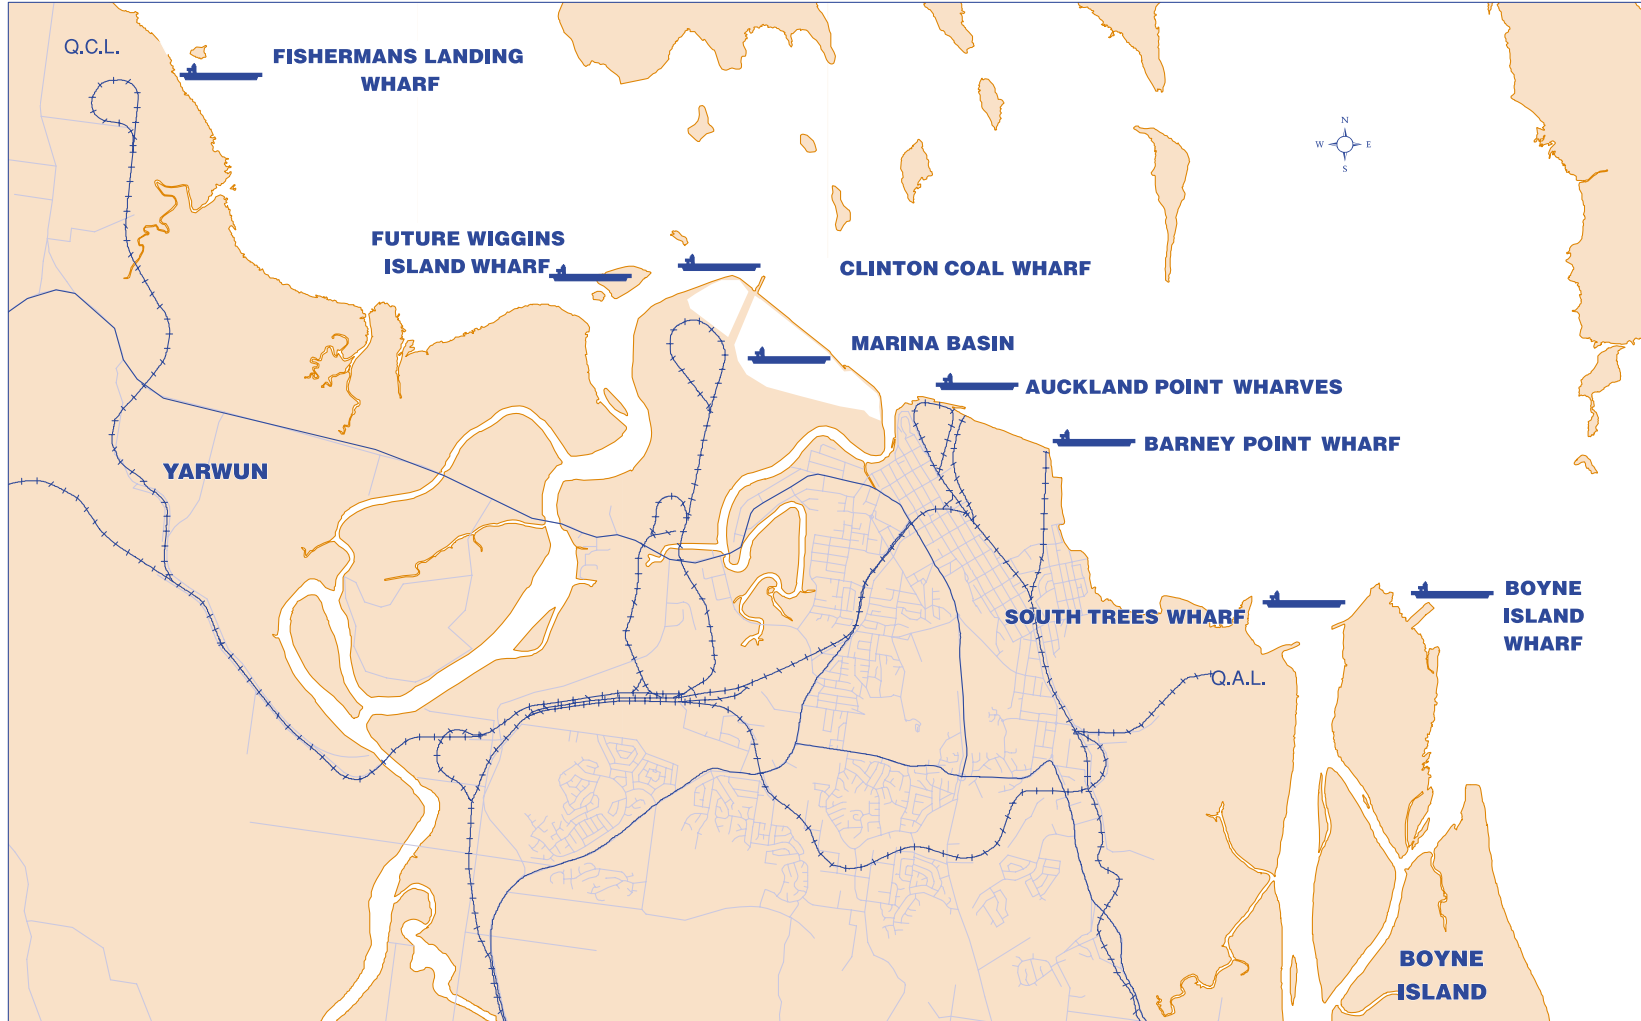 Q.C.L.
FISHERMANS LANDING
WHARF
N
W
E
S
FUTURE WIGGINS
ISLAND WHARF
CLINTON COAL WHARF
MARINA BASIN
AUCKLAND POINT WHARVES
BARNEY POINT WHARF
YARWUN
SOUTH TREES WHARF
BOYNE
ISLAND
WHARF
Q.A.L.
BOYNE
ISLAND